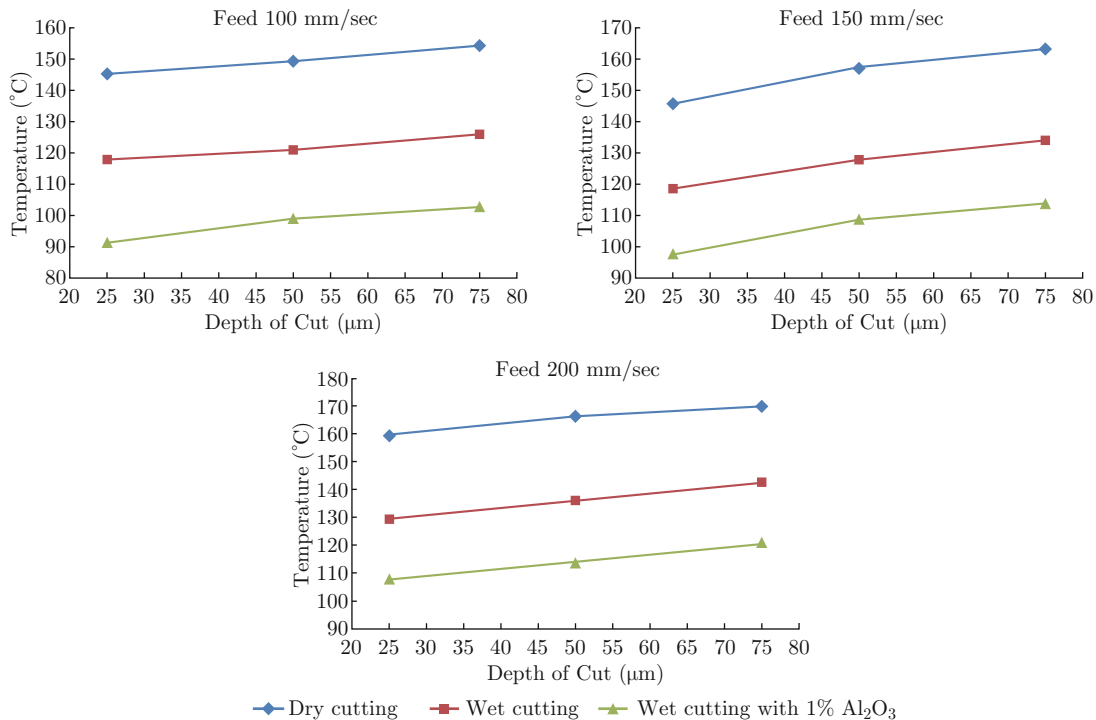 Feed 100 mm/sec
160
150
140
130
120
110
100
90
80
Temperature (°C)
20 25 30 35 40 45 50 55 60 65 70 75 80
Depth of Cut (μm)
Feed 150 mm/sec
170
160
150
140
130
120
110
100
90
Temperature (°C)
20 25 30 35 40 45 50 55 60 65 70 75 80
Depth of Cut (μm)
Feed 200 mm/sec
180
170
160
150
140
130
120
110
100
90
Temperature (°C)
20 25 30 35 40 45 50 55 60 65 70 75 80
Depth of Cut (μm)
Dry cutting Wet cutting Wet cutting with 1% Al₂O₃